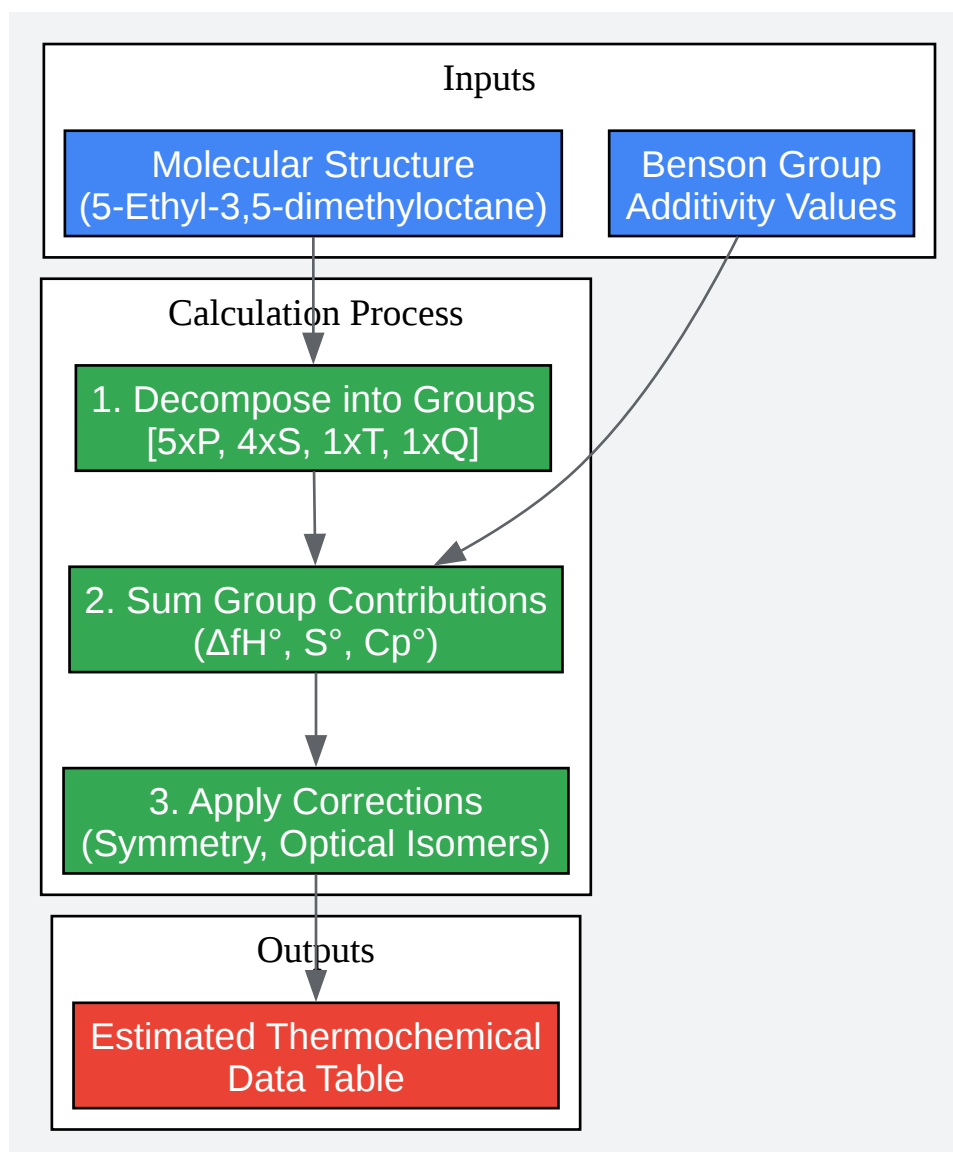 Inputs
Molecular Structure
(5-Ethyl-3,5-dimethyloctane)
Benson Group
Additivity Values
Calculation Process
1. Decompose into Groups
[5xP, 4xS, 1xT, 1xQ]
2. Sum Group Contributions
(ΔfH°, S°, Cp°)
3. Apply Corrections
(Symmetry, Optical Isomers)
Outputs
Estimated Thermochemical
Data Table